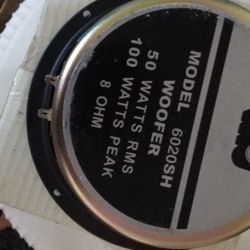 MODEL 6020SH
WOOFER
50 WATTS RMS
100 WATTS PEAK
8 OHM